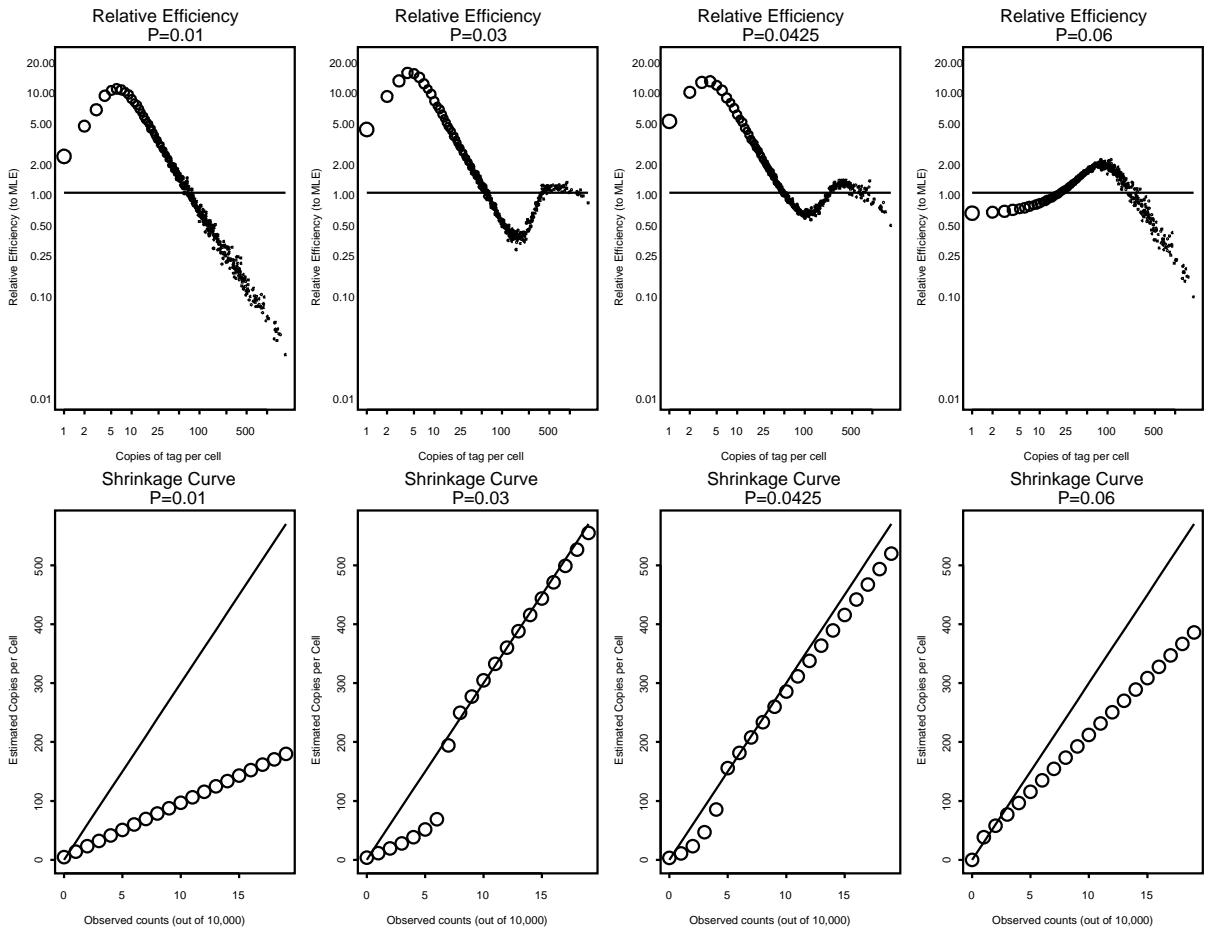 Relative Efficiency
P=0.01
Relative Efficiency
P=0.03
Relative Efficiency
P=0.0425
Relative Efficiency
P=0.06
Relative Efficiency (to MLE)
20.00
10.00
5.00
2.00
1.00
0.50
0.25
0.10
0.01
Relative Efficiency (to MLE)
20.00
10.00
5.00
2.00
1.00
0.50
0.25
0.10
0.01
Relative Efficiency (to MLE)
20.00
10.00
5.00
2.00
1.00
0.50
0.25
0.10
0.01
Relative Efficiency (to MLE)
20.00
10.00
5.00
2.00
1.00
0.50
0.25
0.10
0.01
1 2 5 10 25 100 500
1 2 5 10 25 100 500
1 2 5 10 25 100 500
1 2 5 10 25 100 500
Copies of tag per cell
Copies of tag per cell
Copies of tag per cell
Copies of tag per cell
Shrinkage Curve
P=0.01
Shrinkage Curve
P=0.03
Shrinkage Curve
P=0.0425
Shrinkage Curve
P=0.06
Estimated Copies per Cell
500
400
300
200
100
0
Estimated Copies per Cell
500
400
300
200
100
0
Estimated Copies per Cell
500
400
300
200
100
0
Estimated Copies per Cell
500
400
300
200
100
0
0 5 10 15
0 5 10 15
0 5 10 15
0 5 10 15
Observed counts (out of 10,000)
Observed counts (out of 10,000)
Observed counts (out of 10,000)
Observed counts (out of 10,000)